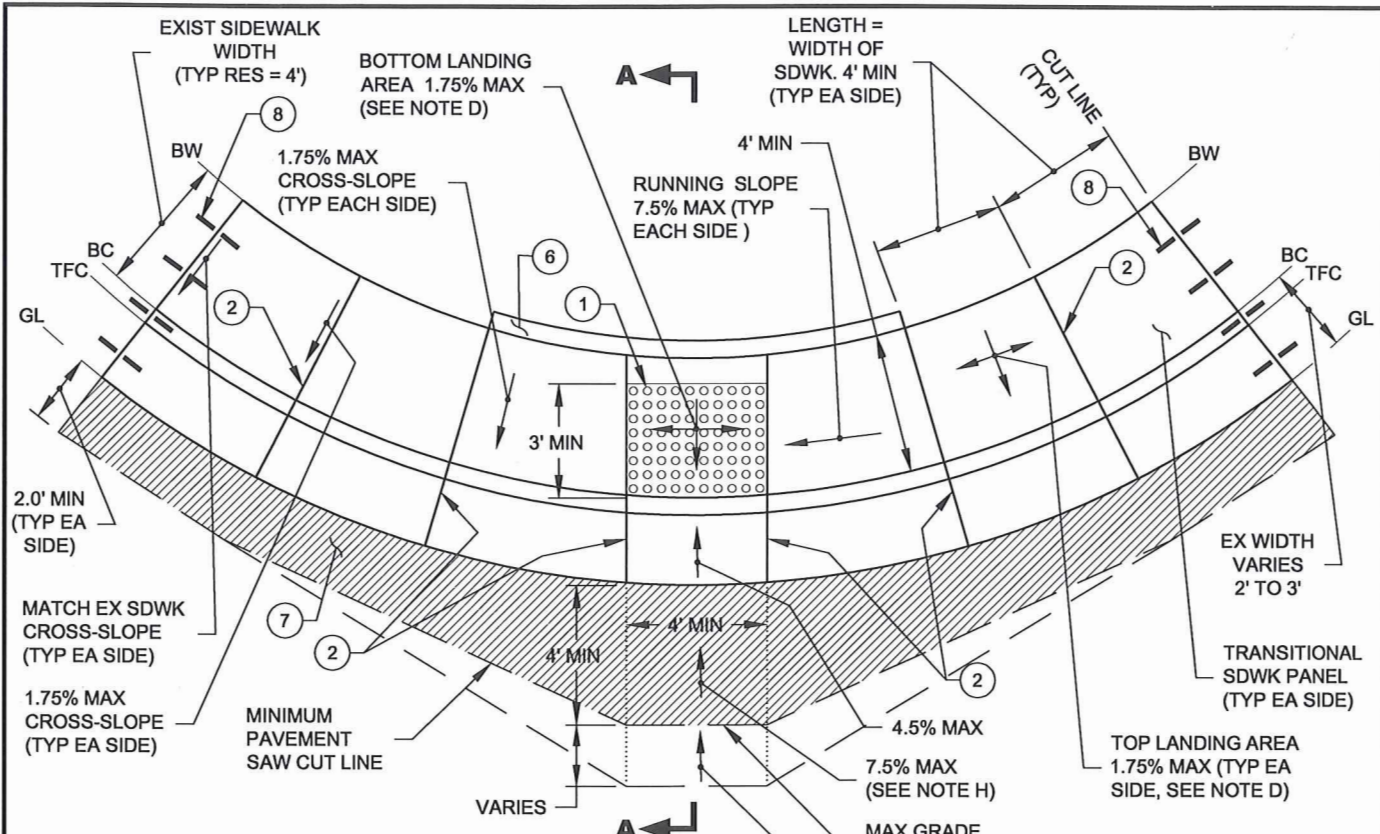 EXIST SIDEWALK
WIDTH
(TYP RES = 4')
BOTTOM LANDING
AREA 1.75% MAX
(SEE NOTE D)
A
LENGTH =
WIDTH OF
SDWK. 4' MIN
(TYP EA SIDE)
CUT LINE
(TYP)
8
BW
1.75% MAX
CROSS-SLOPE
(TYP EACH SIDE)
4' MIN
RUNNING SLOPE
7.5% MAX (TYP
EACH SIDE )
8
BW
BC
TFC
GL
2
6
1
2
BC
TFC
GL
3' MIN
2.0' MIN
(TYP EA
SIDE)
EX WIDTH
VARIES
2' TO 3'
MATCH EX SDWK
CROSS-SLOPE
(TYP EA SIDE)
7
2
4' MIN
4' MIN
2
TRANSITIONAL
SDWK PANEL
(TYP EA SIDE)
1.75% MAX
CROSS-SLOPE
(TYP EA SIDE)
MINIMUM
PAVEMENT
SAW CUT LINE
4.5% MAX
7.5% MAX
(SEE NOTE H)
TOP LANDING AREA
1.75% MAX (TYP EA
SIDE, SEE NOTE D)
VARIES
A
MAX GRADE